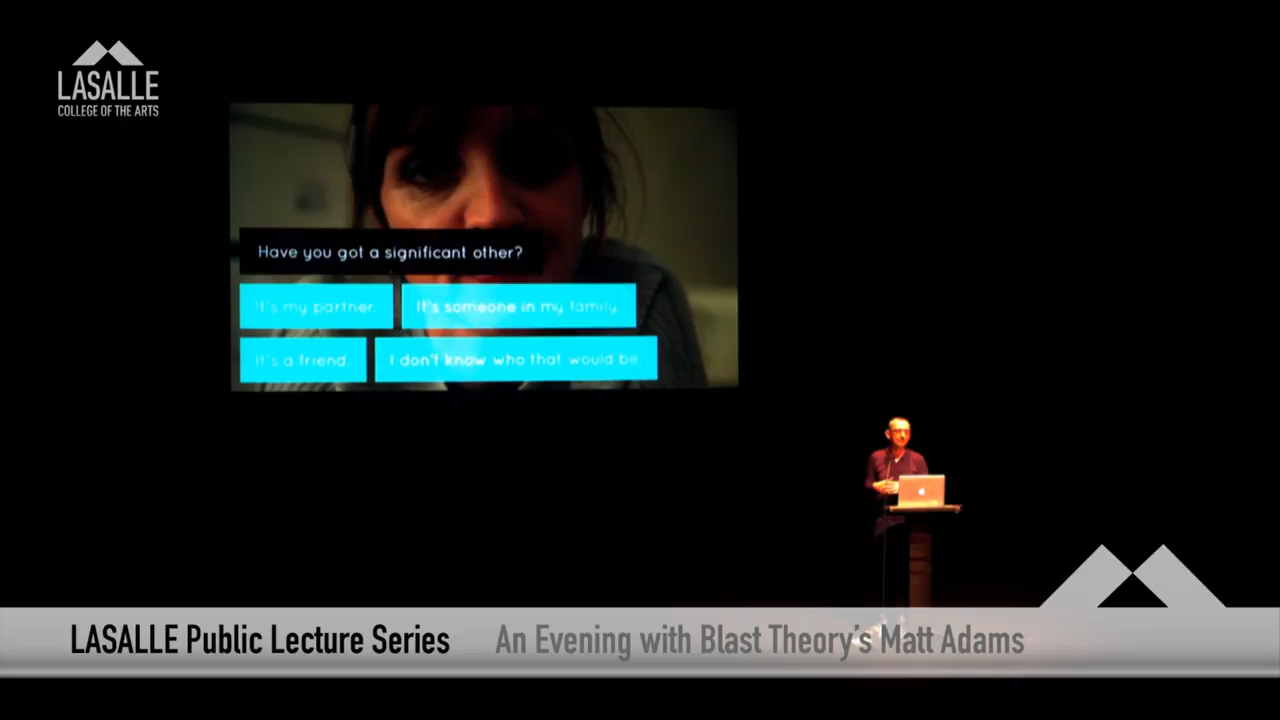 LASALLE
COLLEGE OF THE ARTS
Have you got a significant other?
It's my partner.
It's someone in my family.
It's a friend.
I don't know who that would be.
LASALLE Public Lecture Series
An Evening with Blast Theory's Matt Adams